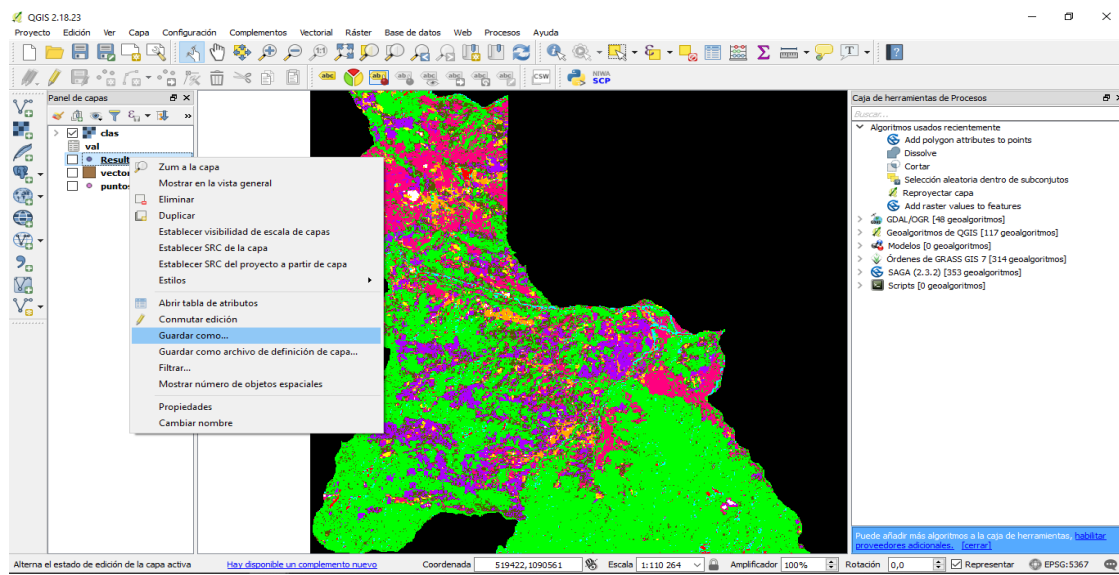 QGIS 2.18.23
Proyecto Edición Ver Capa Configuración Complementos Vectorial Ráster Base de datos Web Procesos Ayuda
abc abc abc abc abc abc abc CSW NIWA SCP
Panel de capas
clas
val
Result
vector
puntos
Zum a la capa
Mostrar en la vista general
Eliminar
Duplicar
Establecer visibilidad de escala de capas
Establecer SRC de la capa
Establecer SRC del proyecto a partir de capa
Estilos
Abrir tabla de atributos
Conmutar edición
Guardar como...
Guardar como archivo de definición de capa...
Filtrar...
Mostrar número de objetos espaciales
Propiedades
Cambiar nombre
Caja de herramientas de Procesos
Buscar...
Algoritmos usados recientemente
Add polygon attributes to points
Dissolve
Cortar
Selección aleatoria dentro de subconjutos
Reproyectar capa
Add raster values to features
GDAL/OGR [48 geoalgoritmos]
Geoalgoritmos de QGIS [117 geoalgoritmos]
Modelos [0 geoalgoritmos]
Órdenes de GRASS GIS 7 [314 geoalgoritmos]
SAGA (2.3.2) [353 geoalgoritmos]
Scripts [0 geoalgoritmos]
Puede añadir más algoritmos a la caja de herramientas, habilitar
proveedores adicionales. [cerrar]
Alterna el estado de edición de la capa activa Hay disponible un complemento nuevo Coordenada 519422,1090561 Escala 1:110 264 Amplificador 100% Rotación 0,0 Representar EPSG:5367